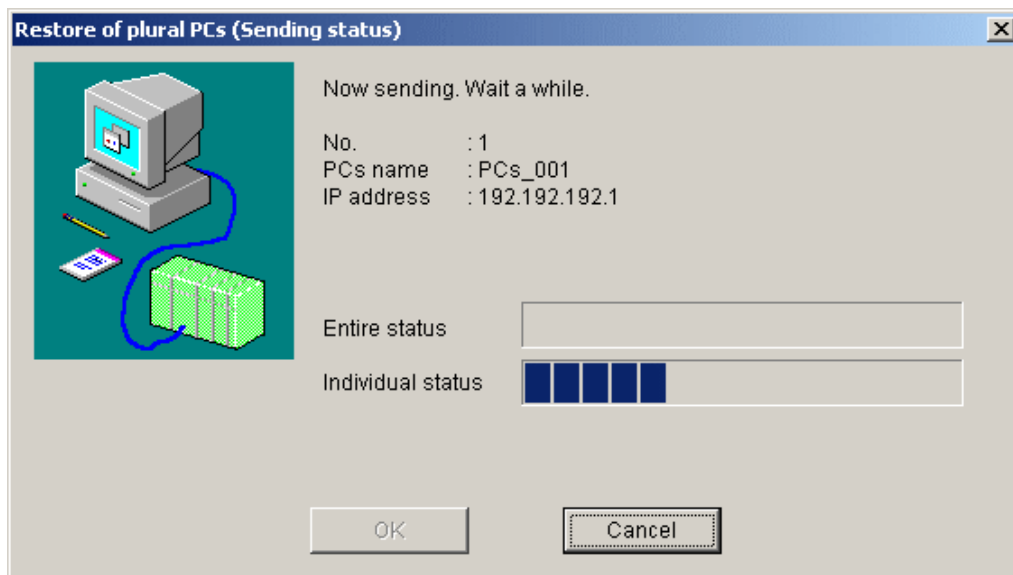 Restore of plural PCs (Sending status)
Now sending. Wait a while.
No. : 1
PCs name : PCs_001
IP address : 192.192.192.1
Entire status
Individual status
OK Cancel